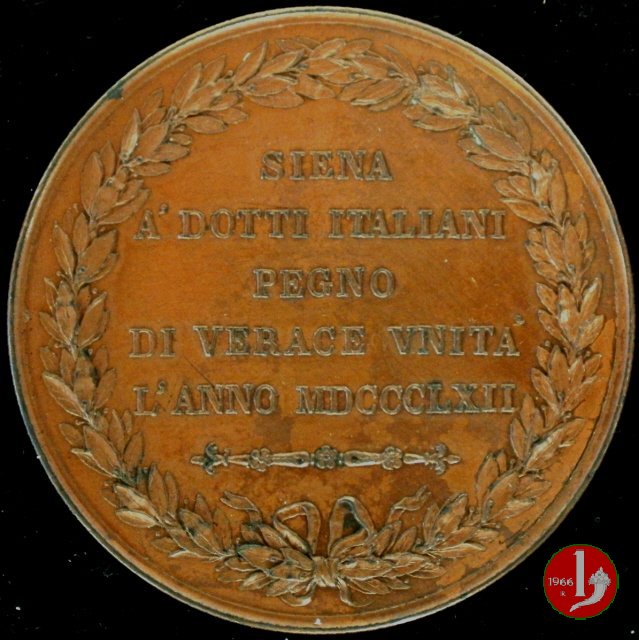 SIENA
A' DOTTI ITALIANI
PEGNO
DI VERACE VNITA'
L'ANNO MDCCCLXII
1966